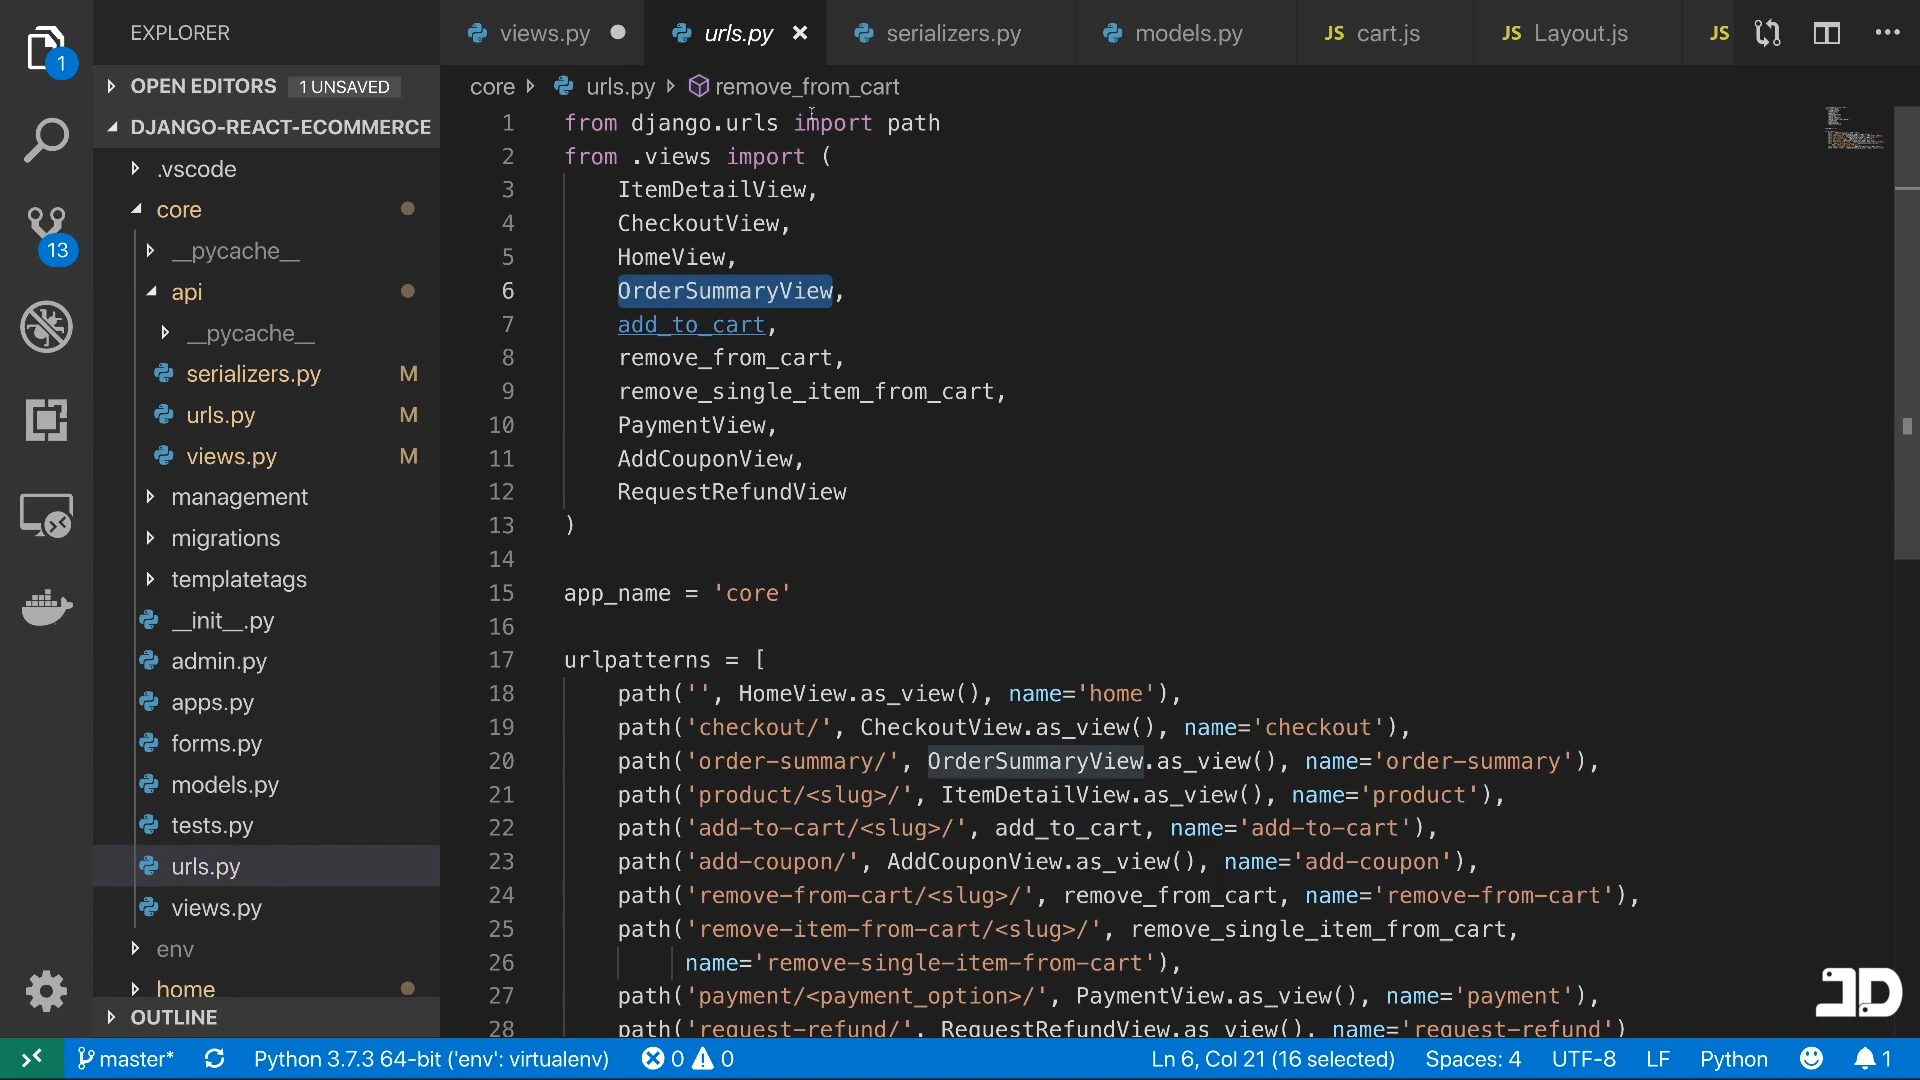 EXPLORER
views.py
urls.py
serializers.py
models.py
JS cart.js
JS Layout.js
JS
1
OPEN EDITORS 1 UNSAVED
DJANGO-REACT-ECOMMERCE
core urls.py remove_from_cart
.vscode
core
__pycache__
api
__pycache__
serializers.py M
urls.py M
views.py M
management
migrations
templatetags
__init__.py
admin.py
apps.py
forms.py
models.py
tests.py
urls.py
views.py
env
home
OUTLINE
13
1 from django.urls import path
2 from .views import (
3 ItemDetailView,
4 CheckoutView,
5 HomeView,
6 OrderSummaryView,
7 add_to_cart,
8 remove_from_cart,
9 remove_single_item_from_cart,
10 PaymentView,
11 AddCouponView,
12 RequestRefundView
13 )
14
15 app_name = 'core'
16
17 urlpatterns = [
18 path('', HomeView.as_view(), name='home'),
19 path('checkout/', CheckoutView.as_view(), name='checkout'),
20 path('order-summary/', OrderSummaryView.as_view(), name='order-summary'),
21 path('product/<slug>/', ItemDetailView.as_view(), name='product'),
22 path('add-to-cart/<slug>/', add_to_cart, name='add-to-cart'),
23 path('add-coupon/', AddCouponView.as_view(), name='add-coupon'),
24 path('remove-from-cart/<slug>/', remove_from_cart, name='remove-from-cart'),
25 path('remove-item-from-cart/<slug>/', remove_single_item_from_cart,
26 name='remove-single-item-from-cart'),
27 path('payment/<payment_option>/', PaymentView.as_view(), name='payment'),
28 path('request-refund/', RequestRefundView.as_view(), name='request-refund')
JD
master* Python 3.7.3 64-bit ('env': virtualenv) 0 0 Ln 6, Col 21 (16 selected) Spaces: 4 UTF-8 LF Python 1